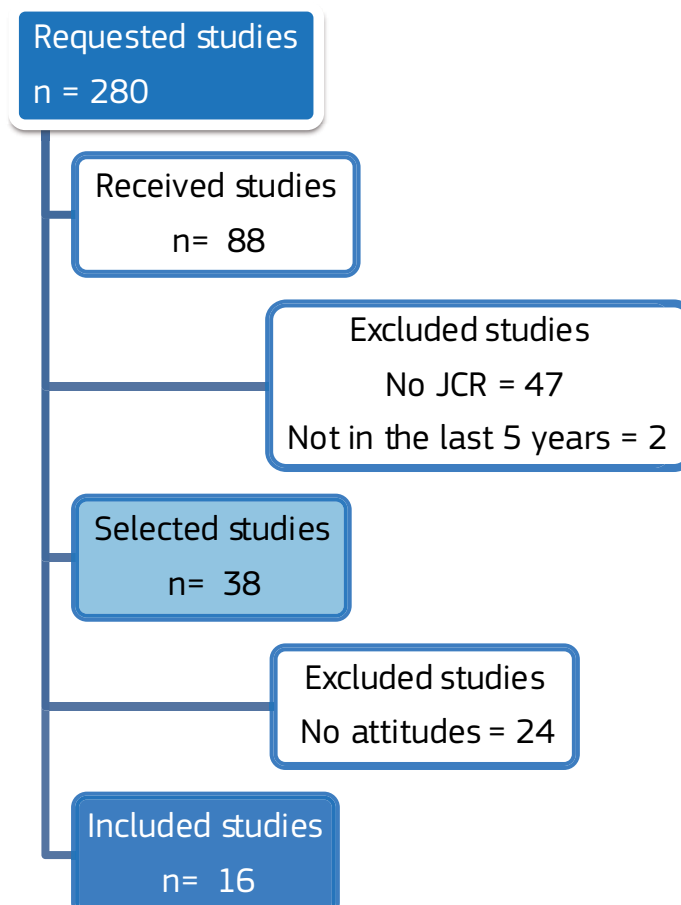 Requested studies
n = 280
Received studies
n= 88
Excluded studies
No JCR = 47
Not in the last 5 years = 2
Selected studies
n= 38
Excluded studies
No attitudes = 24
Included studies
n= 16